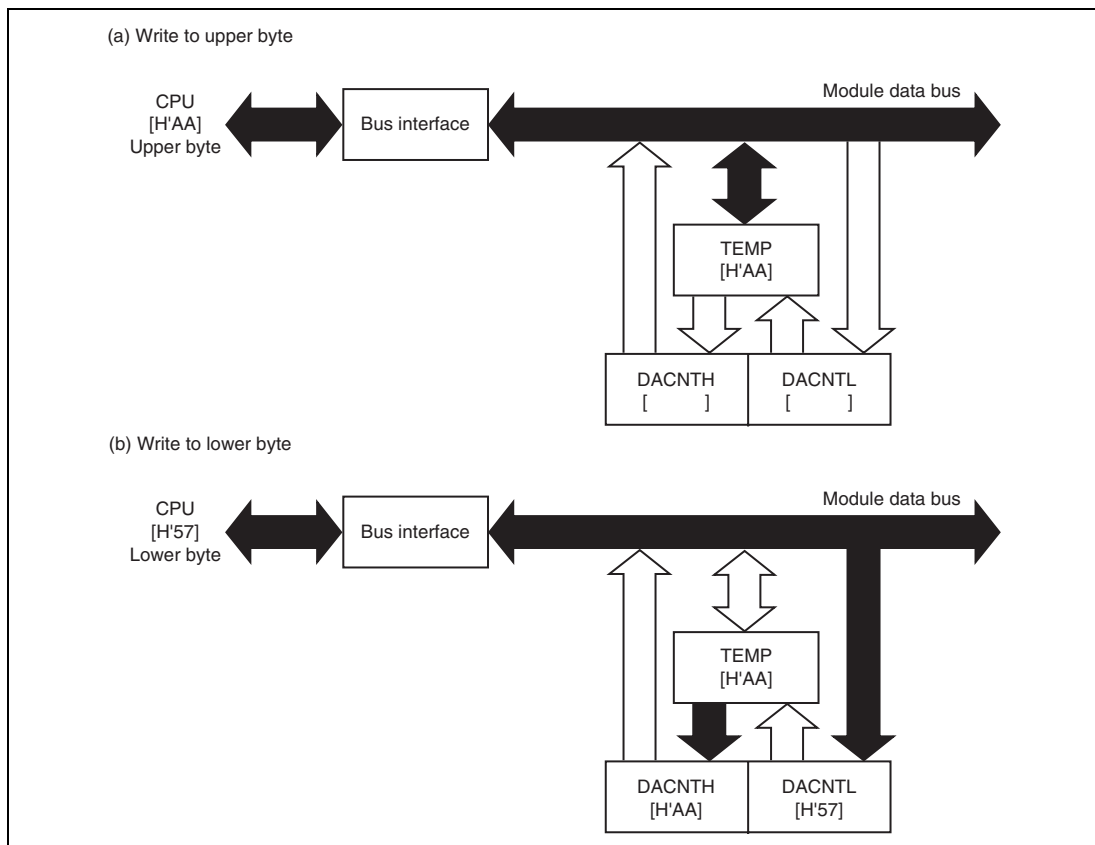 (a) Write to upper byte
CPU
[H'AA]
Upper byte
Bus interface
Module data bus
TEMP
[H'AA]
DACNTH
[ ]
DACNTL
[ ]
(b) Write to lower byte
CPU
[H'57]
Lower byte
Bus interface
Module data bus
TEMP
[H'AA]
DACNTH
[H'AA]
DACNTL
[H'57]